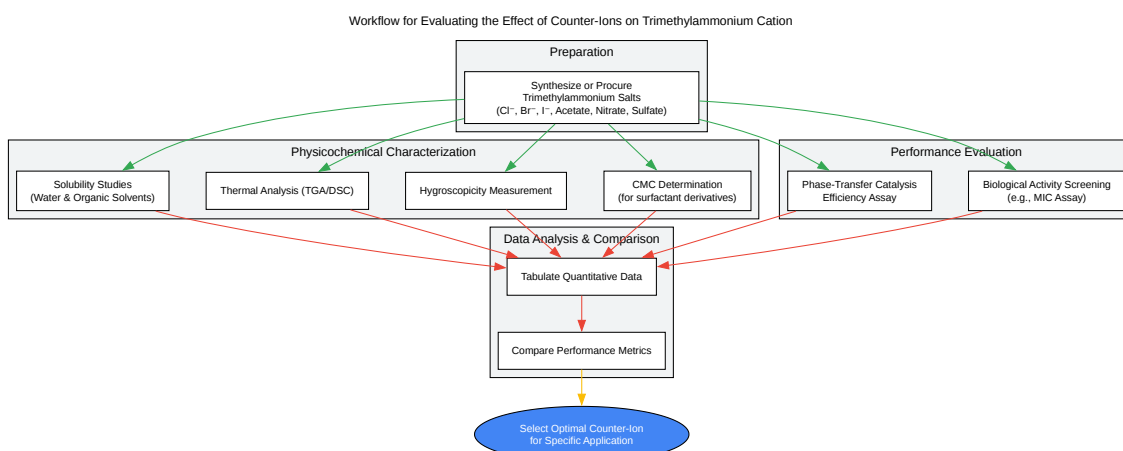 Workflow for Evaluating the Effect of Counter-Ions on Trimethylammonium Cation
Preparation
Synthesize or Procure
Trimethylammonium Salts
(Cl⁻, Br⁻, I⁻, Acetate, Nitrate, Sulfate)
Physicochemical Characterization
Performance Evaluation
Solubility Studies
(Water & Organic Solvents)
Thermal Analysis (TGA/DSC)
Hygroscopicity Measurement
CMC Determination
(for surfactant derivatives)
Phase-Transfer Catalysis
Efficiency Assay
Biological Activity Screening
(e.g., MIC Assay)
Data Analysis & Comparison
Tabulate Quantitative Data
Compare Performance Metrics
Select Optimal Counter-Ion
for Specific Application